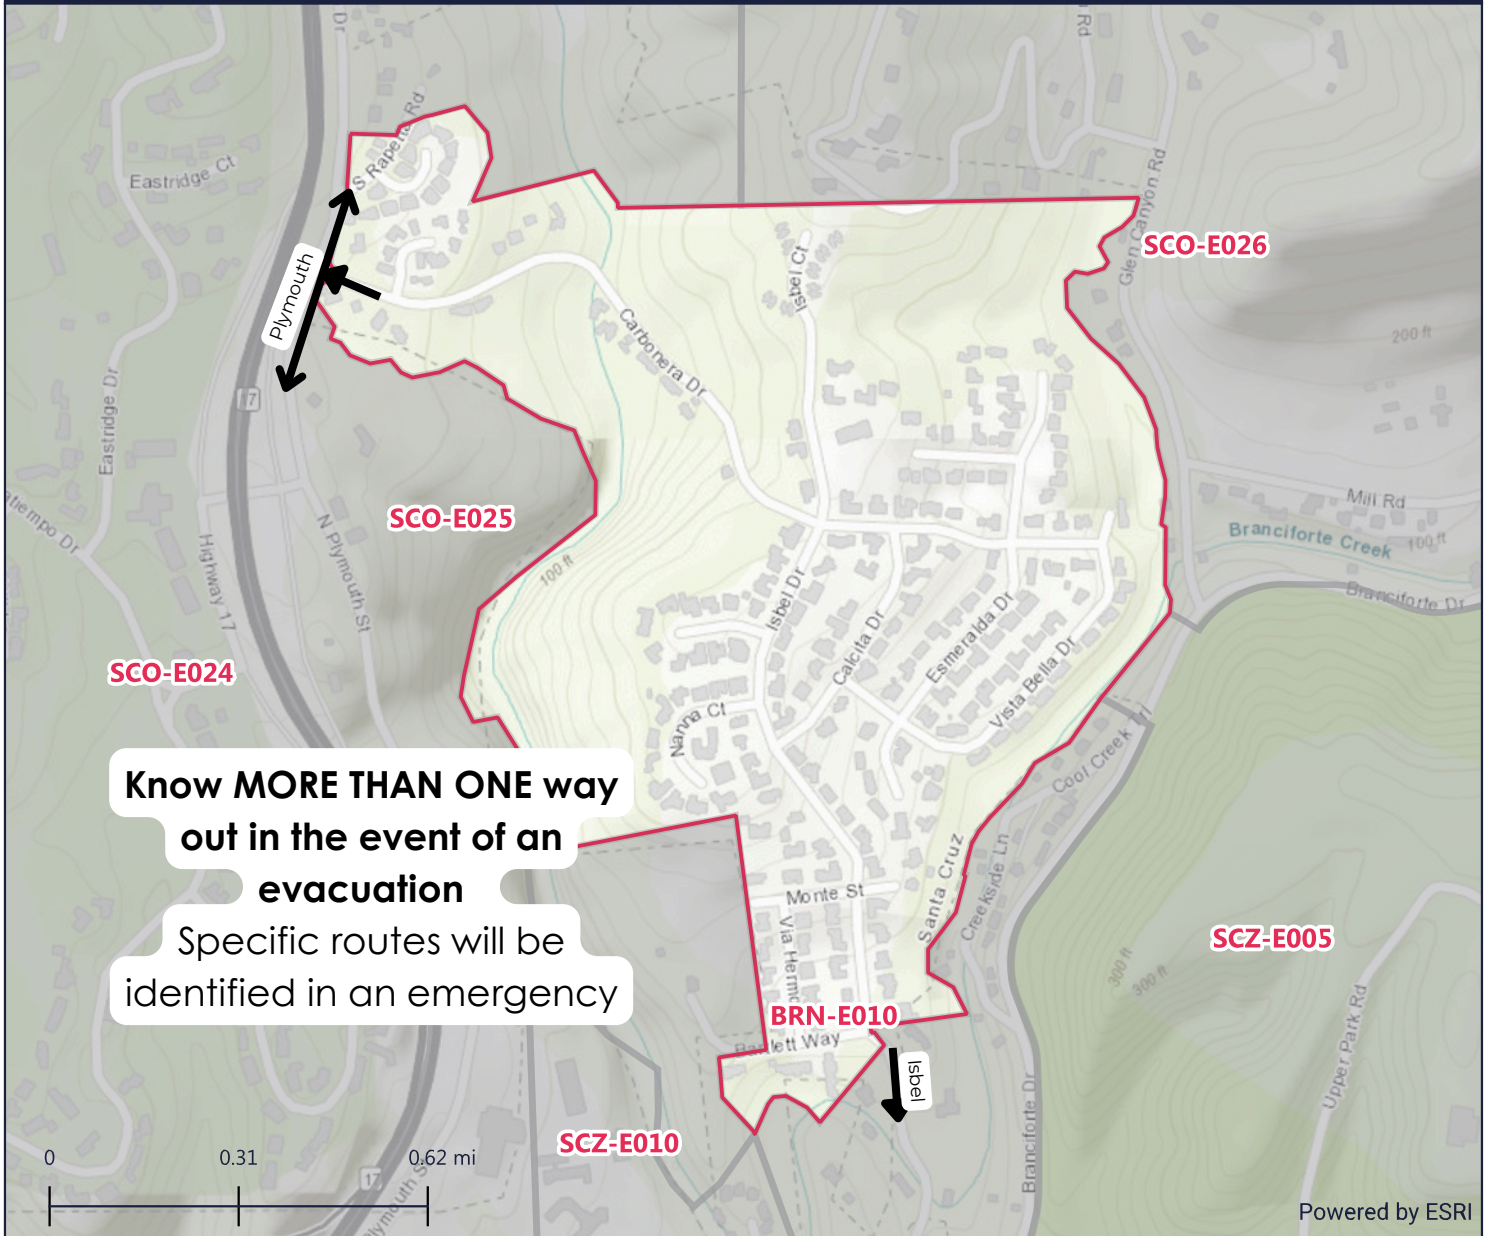 Dr
Rd
S Rapella Rd
Eastridge Ct
Glen Canyon Rd
SCO-E026
Plymouth
Isbel Ct
Carbonera Dr
200 ft
17
Eastridge Dr
Mill Rd
SCO-E025
Branciforte Creek
100 ft
N Plymouth St
Highway 17
100 ft
Isbel Dr
Branciforte Dr
Calcita Dr
Esmeralda Dr
Vista Bella Dr
SCO-E024
Nanna Ct
Cool Creek Trl
Know MORE THAN ONE way
out in the event of an
evacuation
Specific routes will be
identified in an emergency
Santa Cruz
Creekside Ln
Monte St
SCZ-E005
300 ft
300 ft
BRN-E010
Way
Isbel
Upper Park Rd
Branciforte Dr
SCZ-E010
0 0.31 0.62 mi
17
Powered by ESRI